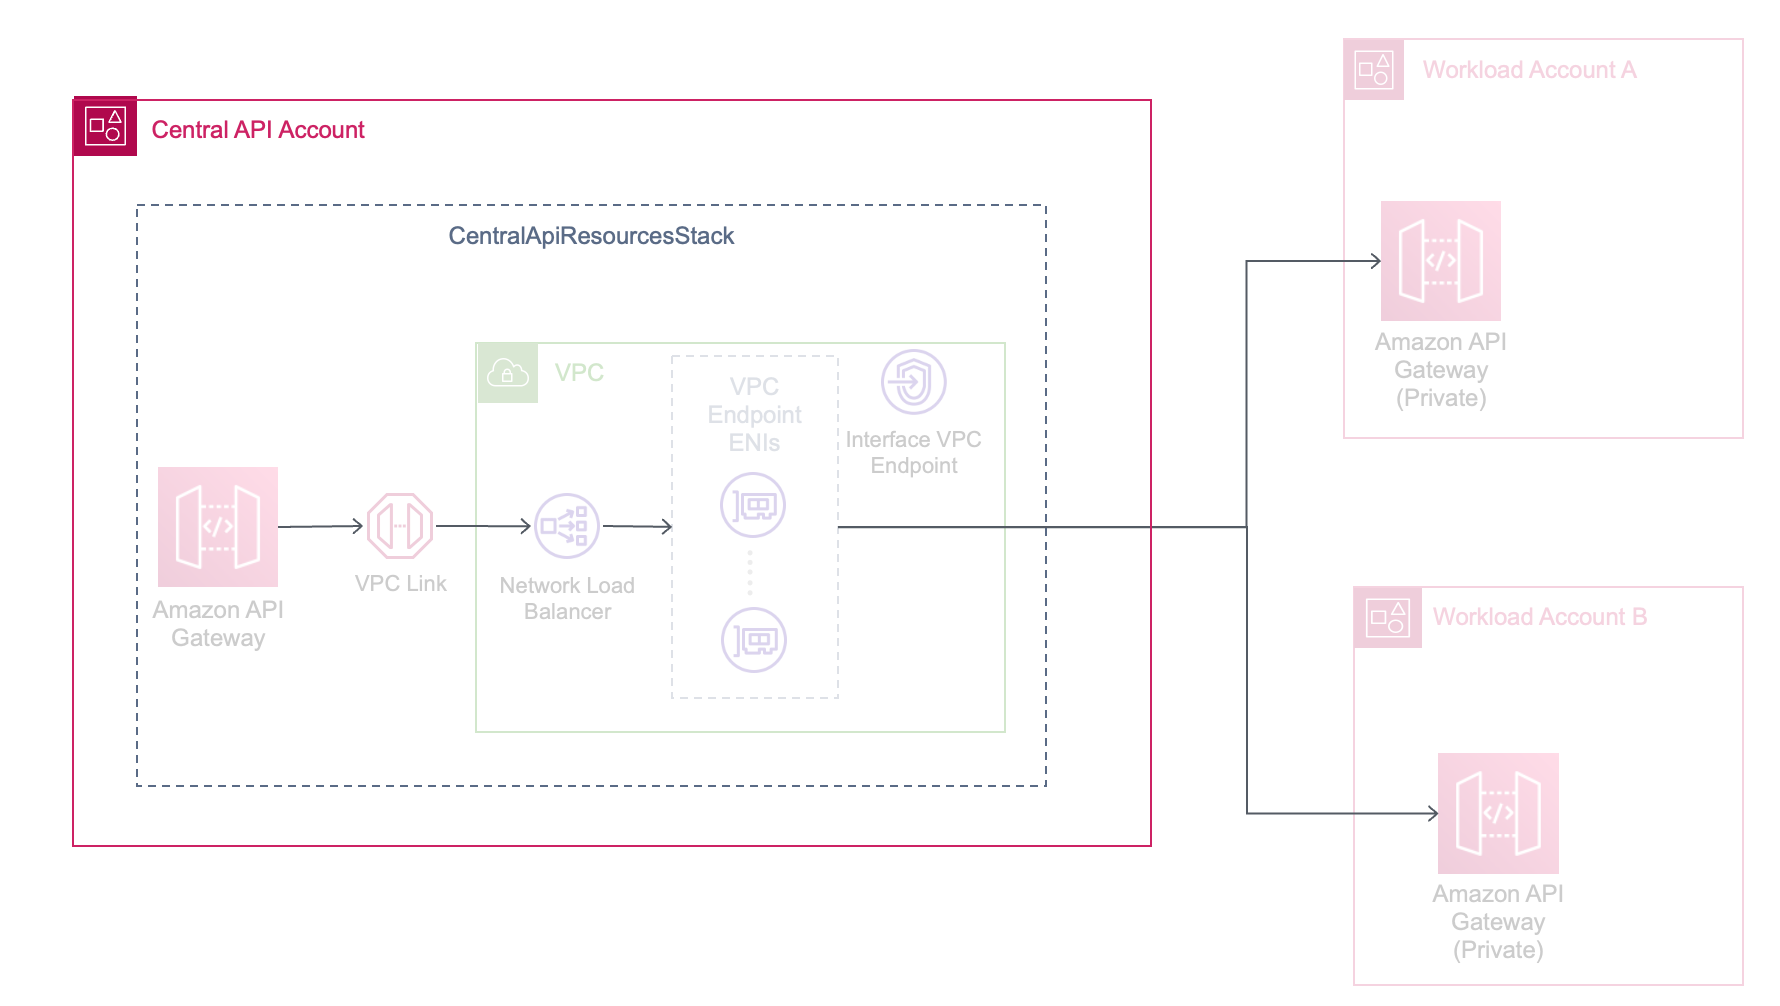 Central API Account
CentralApiResourcesStack
VPC
VPC
Endpoint
ENIs
Interface VPC
Endpoint
Amazon API
Gateway
VPC Link
Network Load
Balancer
Workload Account A
Amazon API
Gateway
(Private)
Workload Account B
Amazon API
Gateway
(Private)